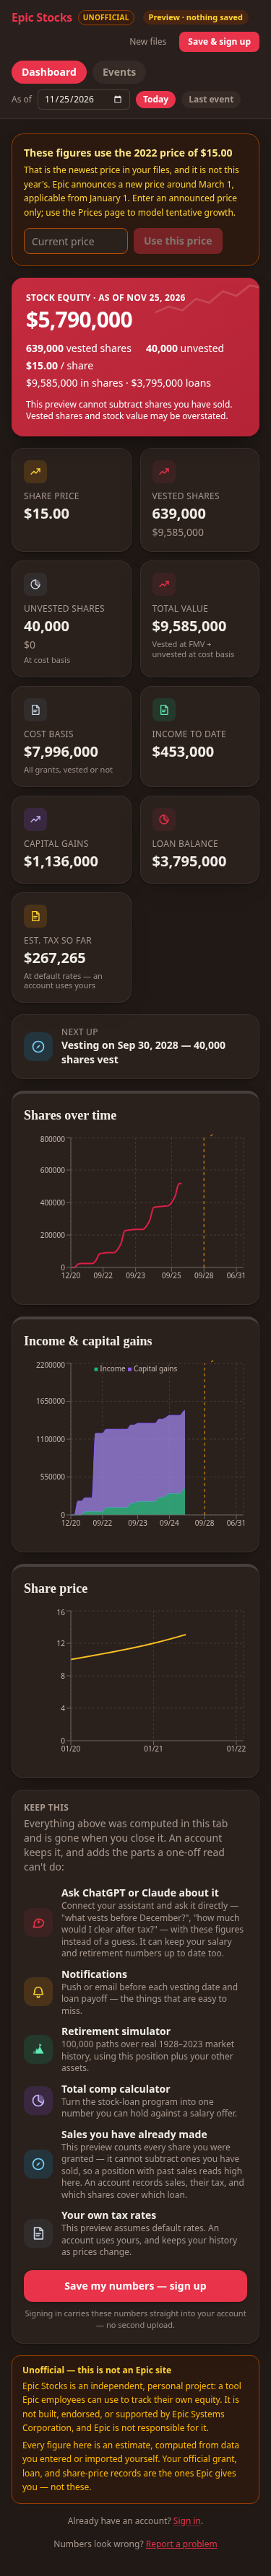 Epic Stocks UNOFFICIAL Preview · nothing saved
New files Save & sign up
Dashboard Events
As of 11/25/2026 Today Last event
These figures use the 2022 price of $15.00
That is the newest price in your files, and it is not this
year's. Epic announces a new price around March 1,
applicable from January 1. Enter an announced price
only; use the Prices page to model tentative growth.
Current price Use this price
STOCK EQUITY · AS OF NOV 25, 2026
$5,790,000
639,000 vested shares 40,000 unvested
$15.00 / share
$9,585,000 in shares · $3,795,000 loans
This preview cannot subtract shares you have sold.
Vested shares and stock value may be overstated.
SHARE PRICE
$15.00
VESTED SHARES
639,000
$9,585,000
UNVESTED SHARES
40,000
$0
At cost basis
TOTAL VALUE
$9,585,000
Vested at FMV +
unvested at cost basis
COST BASIS
$7,996,000
All grants, vested or not
INCOME TO DATE
$453,000
CAPITAL GAINS
$1,136,000
LOAN BALANCE
$3,795,000
EST. TAX SO FAR
$267,265
At default rates — an
account uses yours
NEXT UP
Vesting on Sep 30, 2028 — 40,000
shares vest
Shares over time
800000
600000
400000
200000
0
12/20 09/22 09/23 09/25 09/28 06/31
Income & capital gains
2200000
Income Capital gains
1650000
1100000
550000
0
12/20 09/22 09/23 09/24 09/28 06/31
Share price
16
12
8
4
0
01/20 01/21 01/22
KEEP THIS
Everything above was computed in this tab
and is gone when you close it. An account
keeps it, and adds the parts a one-off read
can't do:
Ask ChatGPT or Claude about it
Connect your assistant and ask it directly —
"what vests before December?", "how much
would I clear after tax?" — with these figures
instead of a guess. It can keep your salary
and retirement numbers up to date too.
Notifications
Push or email before each vesting date and
loan payoff — the things that are easy to
miss.
Retirement simulator
100,000 paths over real 1928–2023 market
history, using this position plus your other
assets.
Total comp calculator
Turn the stock-loan program into one
number you can hold against a salary offer.
Sales you have already made
This preview counts every share you were
granted — it cannot subtract ones you have
sold, so a position with past sales reads high
here. An account records sales, their tax, and
which shares cover which loan.
Your own tax rates
This preview assumes default rates. An
account uses yours, and keeps your history
as prices change.
Save my numbers — sign up
Signing in carries these numbers straight into your account
— no second upload.
Unofficial — this is not an Epic site
Epic Stocks is an independent, personal project: a tool
Epic employees can use to track their own equity. It is
not built, endorsed, or supported by Epic Systems
Corporation, and Epic is not responsible for it.
Every figure here is an estimate, computed from data
you entered or imported yourself. Your official grant,
loan, and share-price records are the ones Epic gives
you — not these.
Already have an account? Sign in.
Numbers look wrong? Report a problem